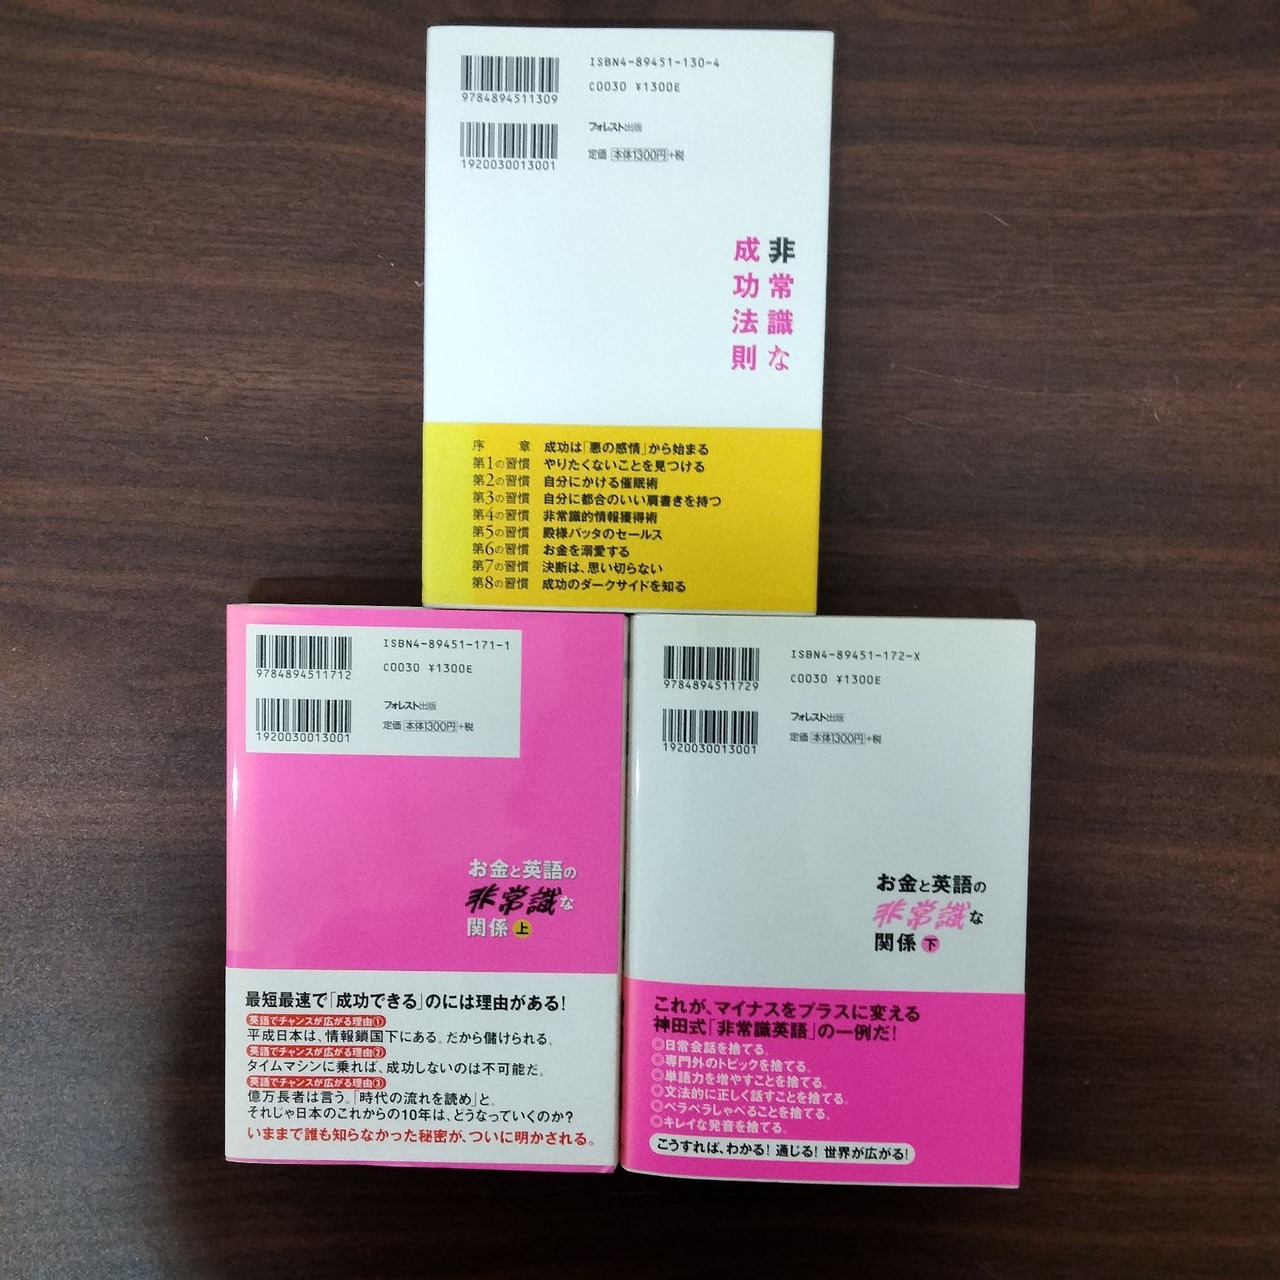 ISBN4-89451-130-4
C0030 ¥1300E
9784894511309
フォレスト出版
定価 本体1300円+税
1920030013001
非常識な
成功法則
序 章 成功は「悪の感情」から始まる
第1の習慣 やりたくないことを見つける
第2の習慣 自分にかける催眠術
第3の習慣 自分に都合のいい肩書きを持つ
第4の習慣 非常識的情報獲得術
第5の習慣 殿様バッタのセールス
第6の習慣 お金を溺愛する
第7の習慣 決断は、思い切らない
第8の習慣 成功のダークサイドを知る
ISBN4-89451-171-1
C0030 ¥1300E
9784894511712
フォレスト出版
定価 本体1300円+税
1920030013001
お金と英語の
非常識な
関係 上
最短最速で「成功できる」のには理由がある!
英語でチャンスが広がる理由①
平成日本は、情報鎖国下にある。だから儲けられる。
英語でチャンスが広がる理由②
タイムマシンに乗れば、成功しないのは不可能だ。
英語でチャンスが広がる理由③
億万長者は言う。「時代の流れを読め」と。
それじゃ日本のこれからの10年は、どうなっていくのか?
いままで誰も知らなかった秘密が、ついに明かされる。
ISBN4-89451-172-X
C0030 ¥1300E
9784894511729
フォレスト出版
定価 本体1300円+税
1920030013001
お金と英語の
非常識な
関係 下
これが、マイナスをプラスに変える
神田式「非常識英語」の一例だ!
◎日常会話を捨てる。
◎専門外のトピックを捨てる。
◎単語力を増やすことを捨てる。
◎文法的に正しく話すことを捨てる。
◎ペラペラしゃべることを捨てる。
◎キレイな発音を捨てる。
こうすれば、わかる! 通じる! 世界が広がる!